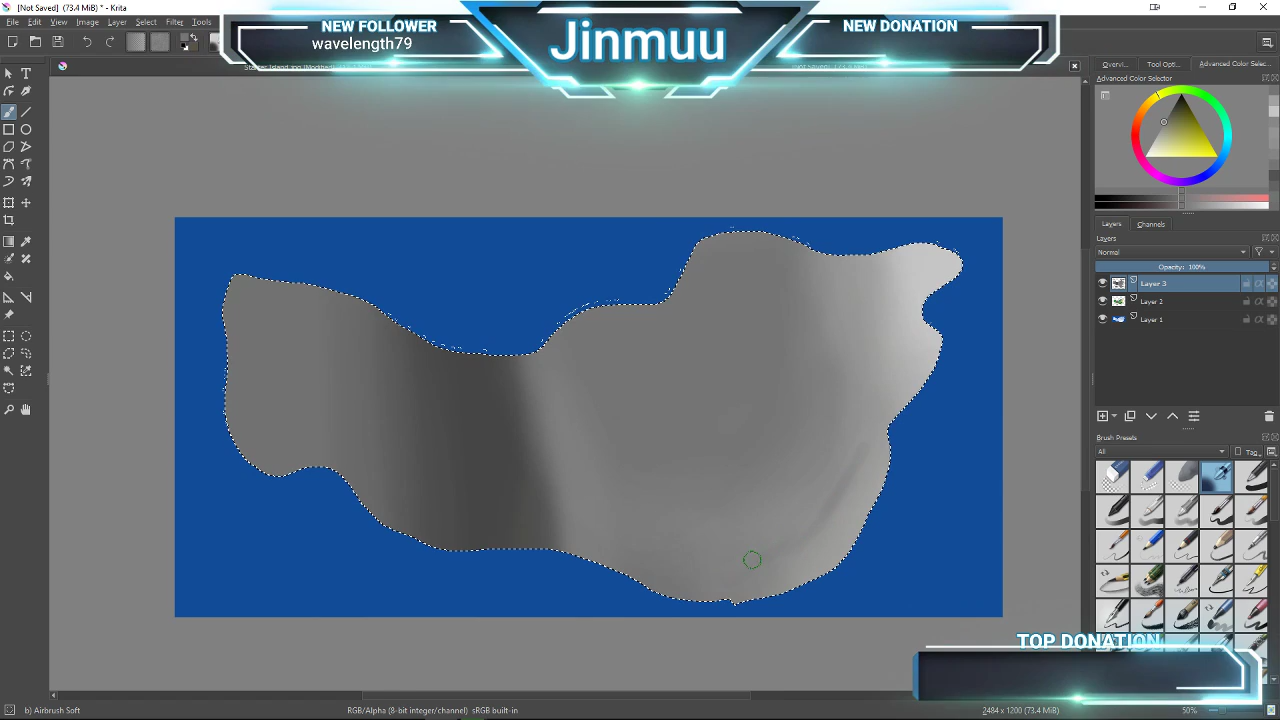 [Not Saved] (73.4 MiB) * - Krita
File Edit
Layer Select Filter Tools
NEW FOLLOWER
wavelength79
Jinmuu
NEW DONATION
Overvi...
Tool Opti...
Advanced Color Selec...
Advanced Color Selector
Layers
Channels
Layers
Normal
Opacity: 100%
Layer 3
Layer 2
Layer 1
Brush Presets
All
Tag
TOP DONATION
b) Airbrush Soft
RGB/Alpha (8-bit integer/channel) sRGB built-in
2484 x 1200 (73.4 MiB)
50%